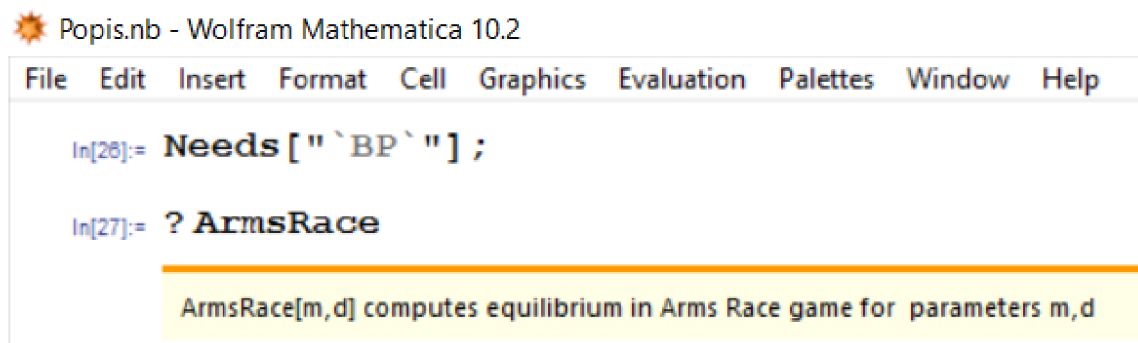 Popis.nb - Wolfram Mathematica 10.2
File Edit Insert Format Cell Graphics Evaluation Palettes Window Help
In[26]:= Needs["`BP`"];
In[27]:= ? ArmsRace
ArmsRace[m,d] computes equilibrium in Arms Race game for  parameters m,d